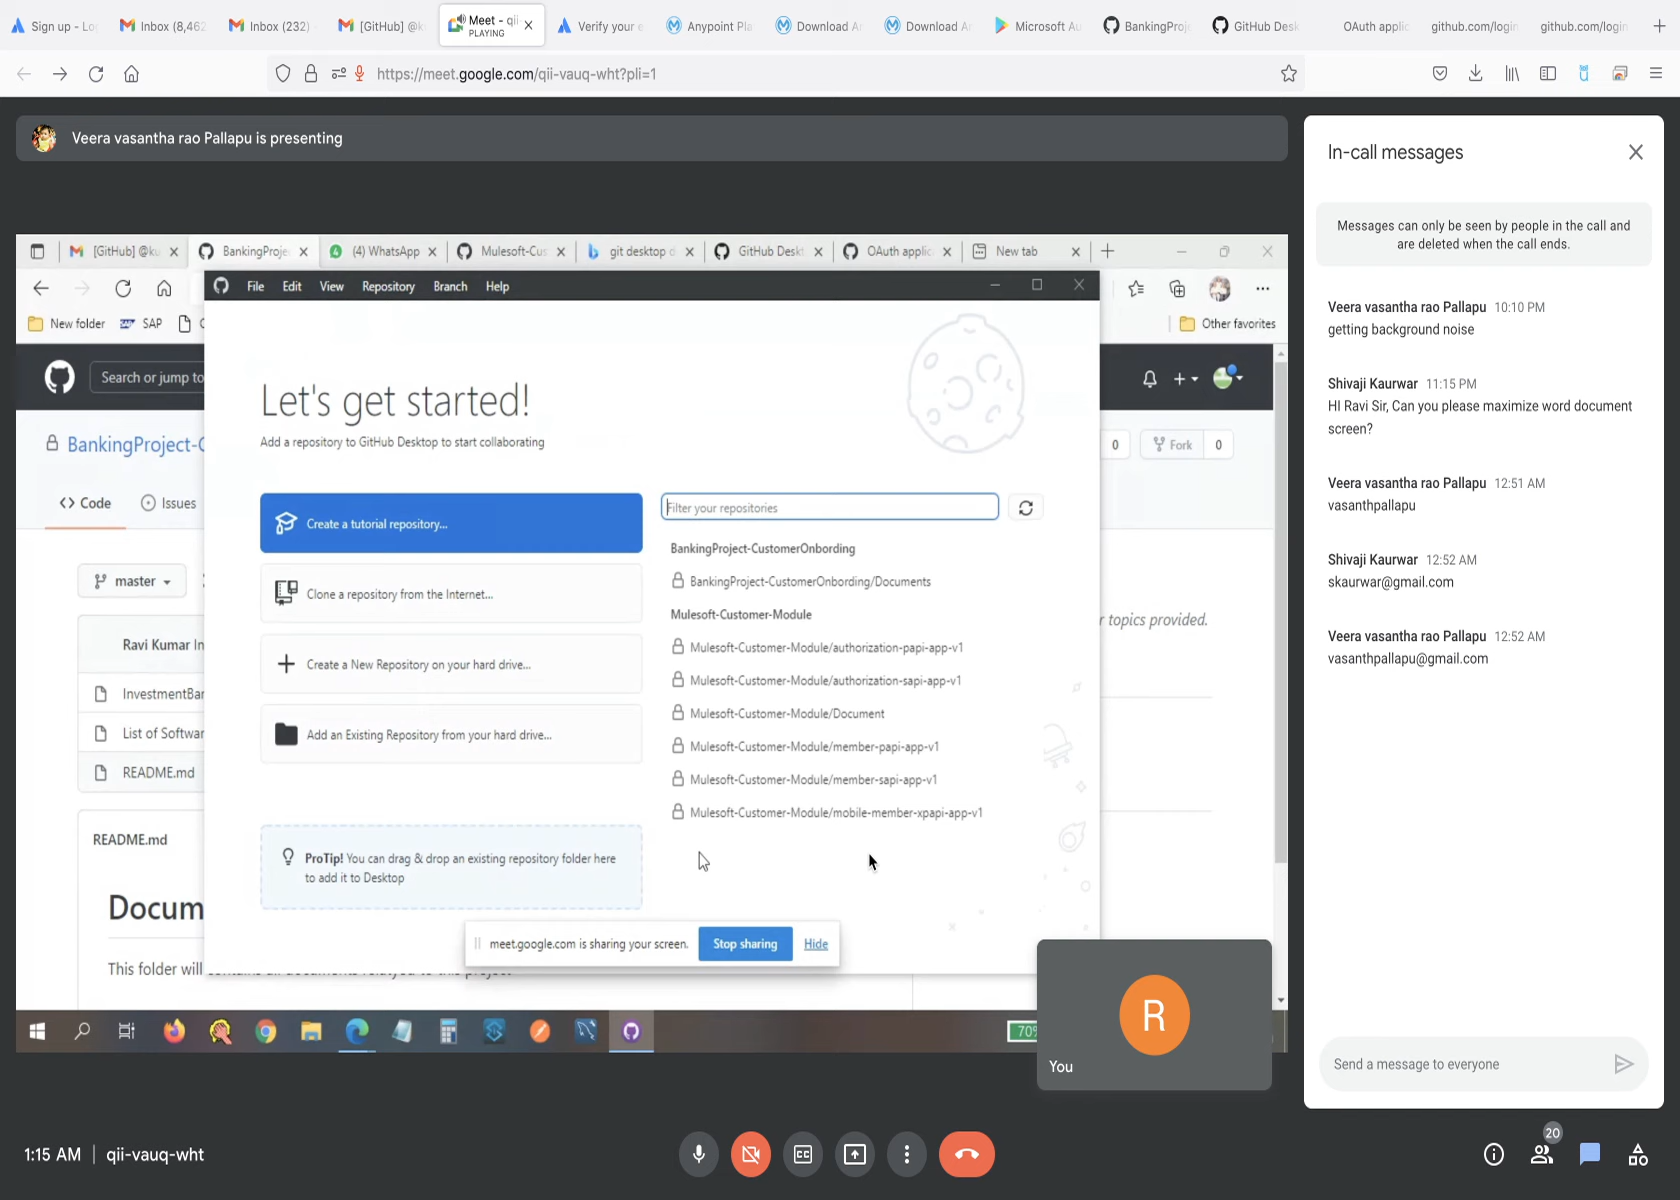 Sign up - Lo
Inbox (8,462
Inbox (232)
[GitHub] @k
Meet - qii
PLAYING
Verify your e
Anypoint Pla
Download A
Download A
Microsoft Au
BankingProj
GitHub Desk
OAuth applic
github.com/login
github.com/login
https://meet.google.com/qii-vauq-wht?pli=1
Veera vasantha rao Pallapu is presenting
[GitHub] @ku
BankingProje
(4) WhatsApp
Mulesoft-Cus
git desktop d
GitHub Deskt
OAuth applic
New tab
File Edit View Repository Branch Help
New folder
SAP
Other favorites
Search or jump to
BankingProject-C
0
Fork 0
Code
Issues
master
Ravi Kumar In
InvestmentBan
List of Softwar
README.md
README.md
Docum
This folder will contains all documents relatyed to this project
r topics provided.
Let's get started!
Add a repository to GitHub Desktop to start collaborating
Create a tutorial repository...
Clone a repository from the Internet...
Create a New Repository on your hard drive...
Add an Existing Repository from your hard drive...
ProTip! You can drag & drop an existing repository folder here
to add it to Desktop
Filter your repositories
BankingProject-CustomerOnbording
BankingProject-CustomerOnbording/Documents
Mulesoft-Customer-Module
Mulesoft-Customer-Module/authorization-papi-app-v1
Mulesoft-Customer-Module/authorization-sapi-app-v1
Mulesoft-Customer-Module/Document
Mulesoft-Customer-Module/member-papi-app-v1
Mulesoft-Customer-Module/member-sapi-app-v1
Mulesoft-Customer-Module/mobile-member-xpapi-app-v1
meet.google.com is sharing your screen.
Stop sharing
Hide
70%
R
You
In-call messages
Messages can only be seen by people in the call and
are deleted when the call ends.
Veera vasantha rao Pallapu 10:10 PM
getting background noise
Shivaji Kaurwar 11:15 PM
HI Ravi Sir, Can you please maximize word document
screen?
Veera vasantha rao Pallapu 12:51 AM
vasanthpallapu
Shivaji Kaurwar 12:52 AM
skaurwar@gmail.com
Veera vasantha rao Pallapu 12:52 AM
vasanthpallapu@gmail.com
Send a message to everyone
1:15 AM | qii-vauq-wht
CC
20